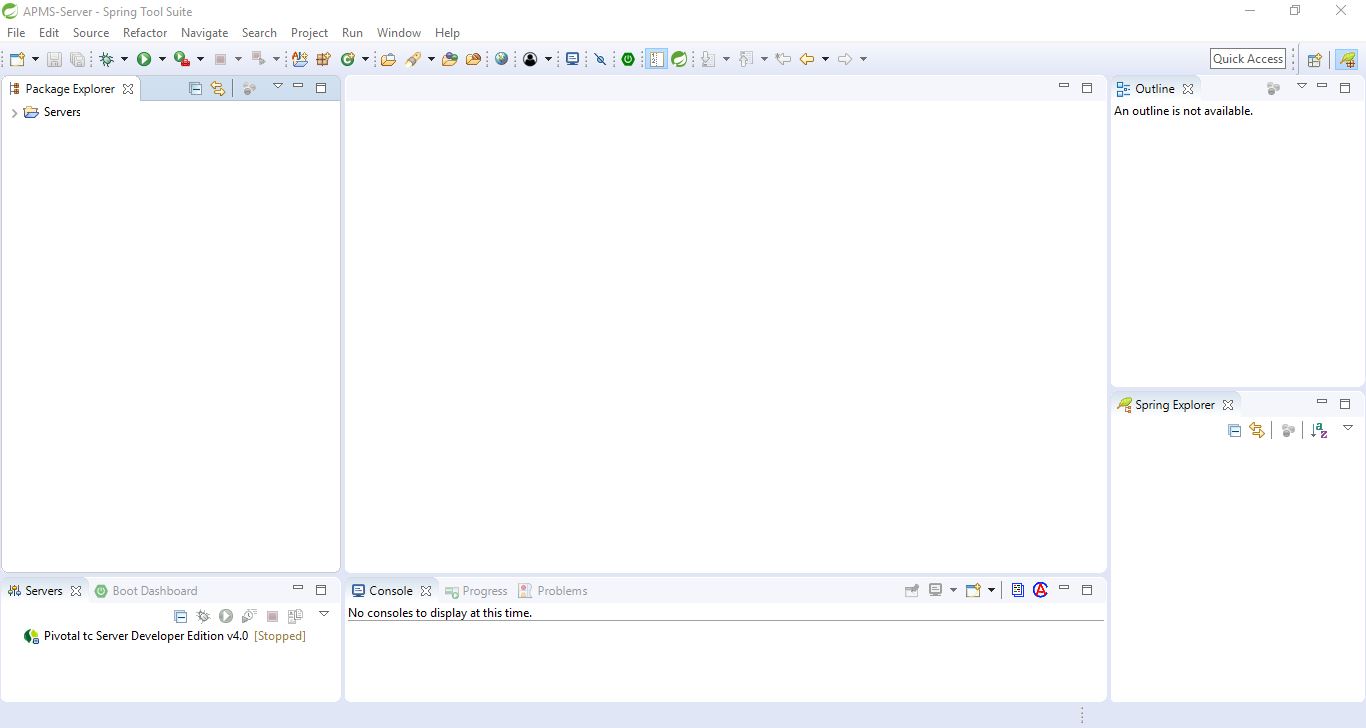 APMS-Server - Spring Tool Suite
File Edit Source Refactor Navigate Search Project Run Window Help
Quick Access
Package Explorer
Servers
Outline
An outline is not available.
Spring Explorer
Servers Boot Dashboard
Pivotal tc Server Developer Edition v4.0 [Stopped]
Console Progress Problems
No consoles to display at this time.